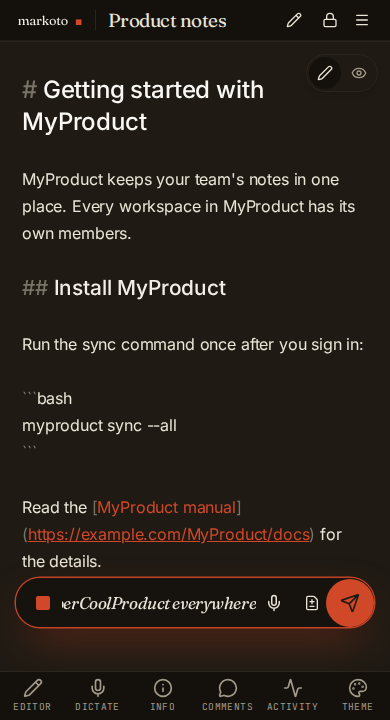 markoto
Product notes
# Getting started with
MyProduct
MyProduct keeps your team's notes in one
place. Every workspace in MyProduct has its
own members.
## Install MyProduct
Run the sync command once after you sign in:
```bash
myproduct sync --all
```
Read the [MyProduct manual]
(https://example.com/MyProduct/docs) for
the details.
erCoolProduct everywhere
EDITOR
DICTATE
INFO
COMMENTS
ACTIVITY
THEME